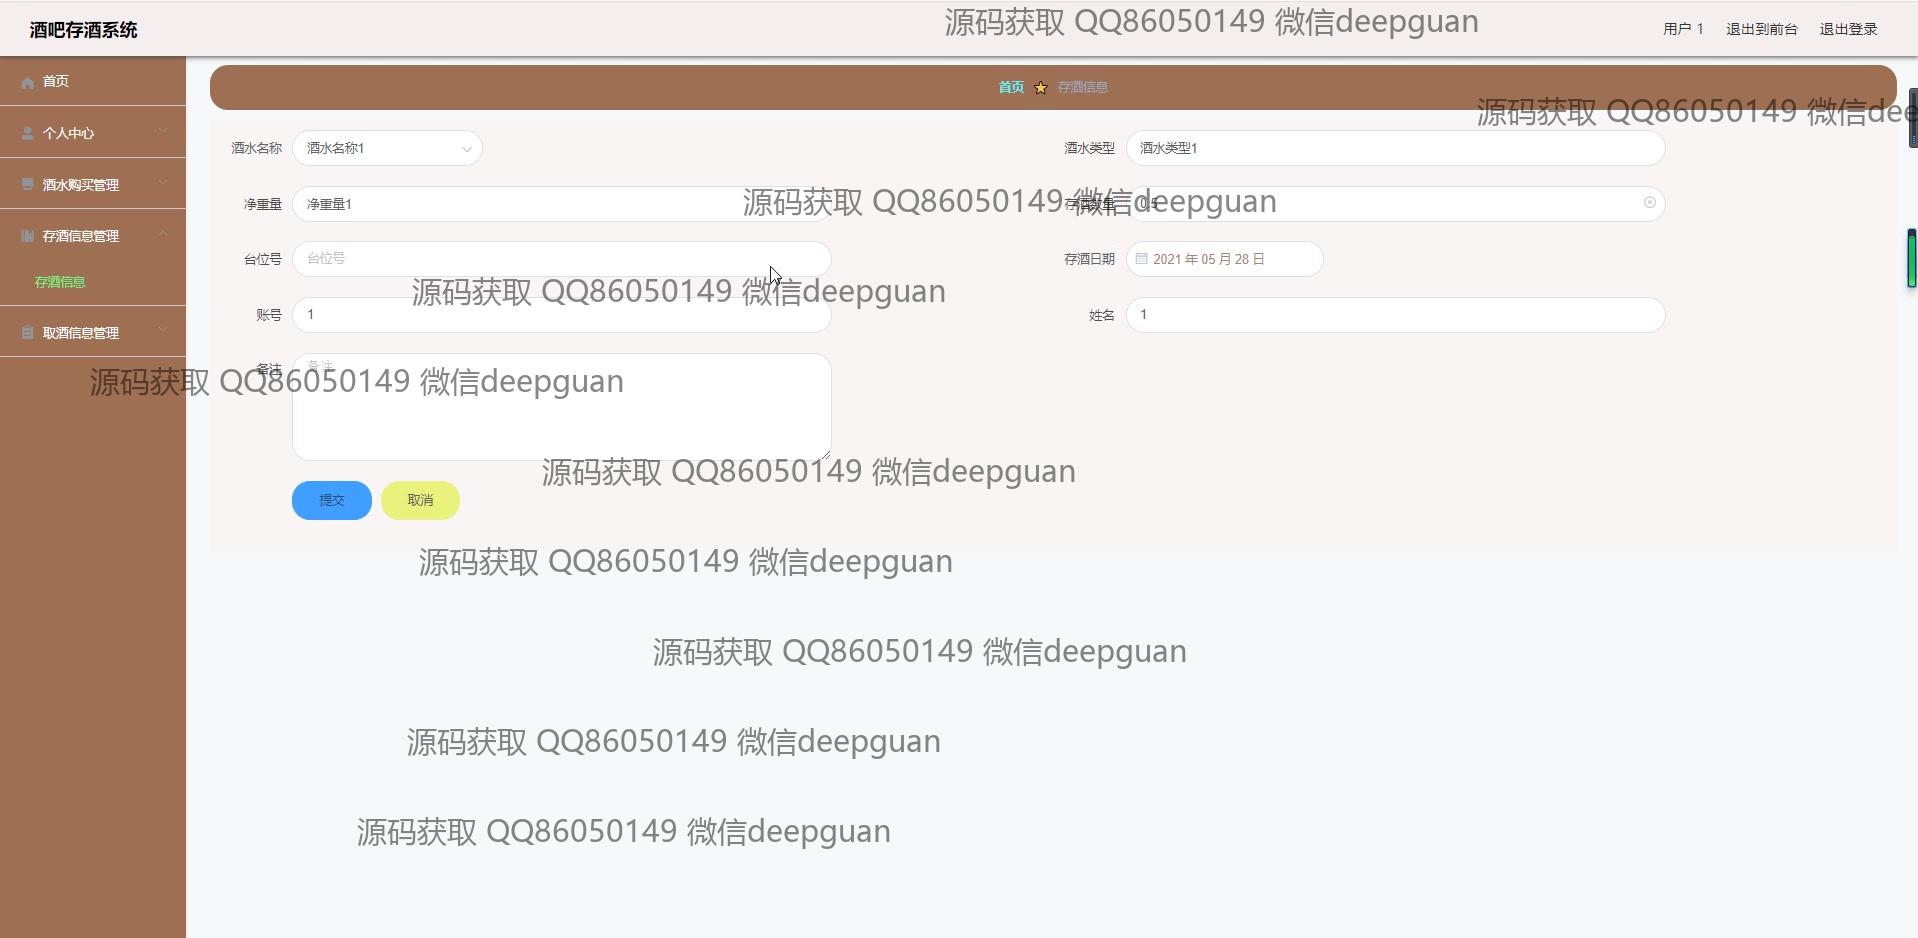 酒吧存酒系统
源码获取 QQ86050149 微信deepguan
用户 1
退出到前台
退出登录
首页
首页
存酒信息
源码获取 QQ86050149 微信dee
个人中心
酒水名称
酒水名称1
酒水类型
酒水类型1
酒水购买管理
净重量
净重量1
源码获取 QQ86050149 微信deepguan
存酒数量
0.5
存酒信息管理
台位号
台位号
存酒日期
2021 年 05 月 28 日
存酒信息
源码获取 QQ86050149 微信deepguan
账号
1
姓名
1
取酒信息管理
备注
备注
源码获取 QQ86050149 微信deepguan
源码获取 QQ86050149 微信deepguan
提交
取消
源码获取 QQ86050149 微信deepguan
源码获取 QQ86050149 微信deepguan
源码获取 QQ86050149 微信deepguan
源码获取 QQ86050149 微信deepguan